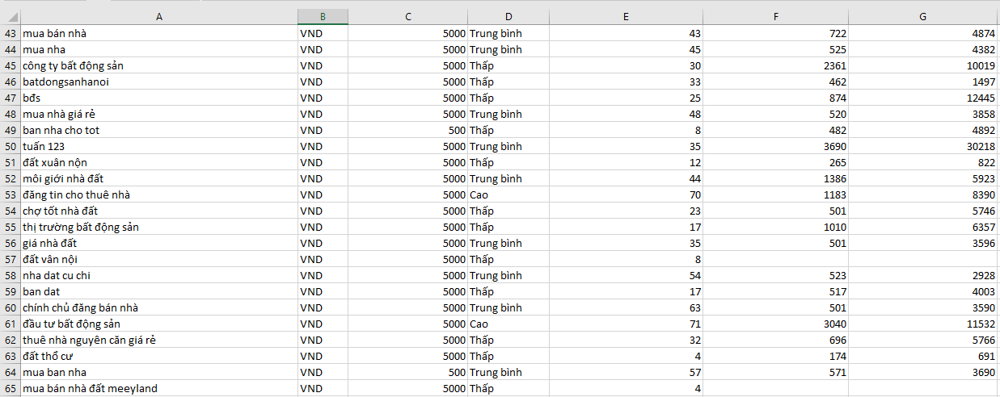 A B C D E F G
43 mua bán nhà VND 5000 Trung bình 43 722 4874
44 mua nha VND 5000 Trung bình 45 525 4382
45 công ty bất động sản VND 5000 Thấp 30 2361 10019
46 batdongsanhanoi VND 5000 Thấp 33 462 1497
47 bđs VND 5000 Thấp 25 874 12445
48 mua nhà giá rẻ VND 5000 Trung bình 48 520 3858
49 ban nha cho tot VND 500 Thấp 8 482 4892
50 tuấn 123 VND 5000 Trung bình 35 3690 30218
51 đất xuân nộn VND 5000 Thấp 12 265 822
52 môi giới nhà đất VND 5000 Trung bình 44 1386 5923
53 đăng tin cho thuê nhà VND 5000 Cao 70 1183 8390
54 chợ tốt nhà đất VND 5000 Thấp 23 501 5746
55 thị trường bất động sản VND 5000 Thấp 17 1010 6357
56 giá nhà đất VND 5000 Trung bình 35 501 3596
57 đất vân nội VND 5000 Thấp 8
58 nha dat cu chi VND 5000 Trung bình 54 523 2928
59 ban dat VND 5000 Thấp 17 517 4003
60 chính chủ đăng bán nhà VND 5000 Trung bình 63 501 3590
61 đầu tư bất động sản VND 5000 Cao 71 3040 11532
62 thuê nhà nguyên căn giá rẻ VND 5000 Thấp 32 696 5766
63 đất thổ cư VND 5000 Thấp 4 174 691
64 mua ban nha VND 500 Trung bình 57 571 3690
65 mua bán nhà đất meeyland VND 5000 Thấp 4